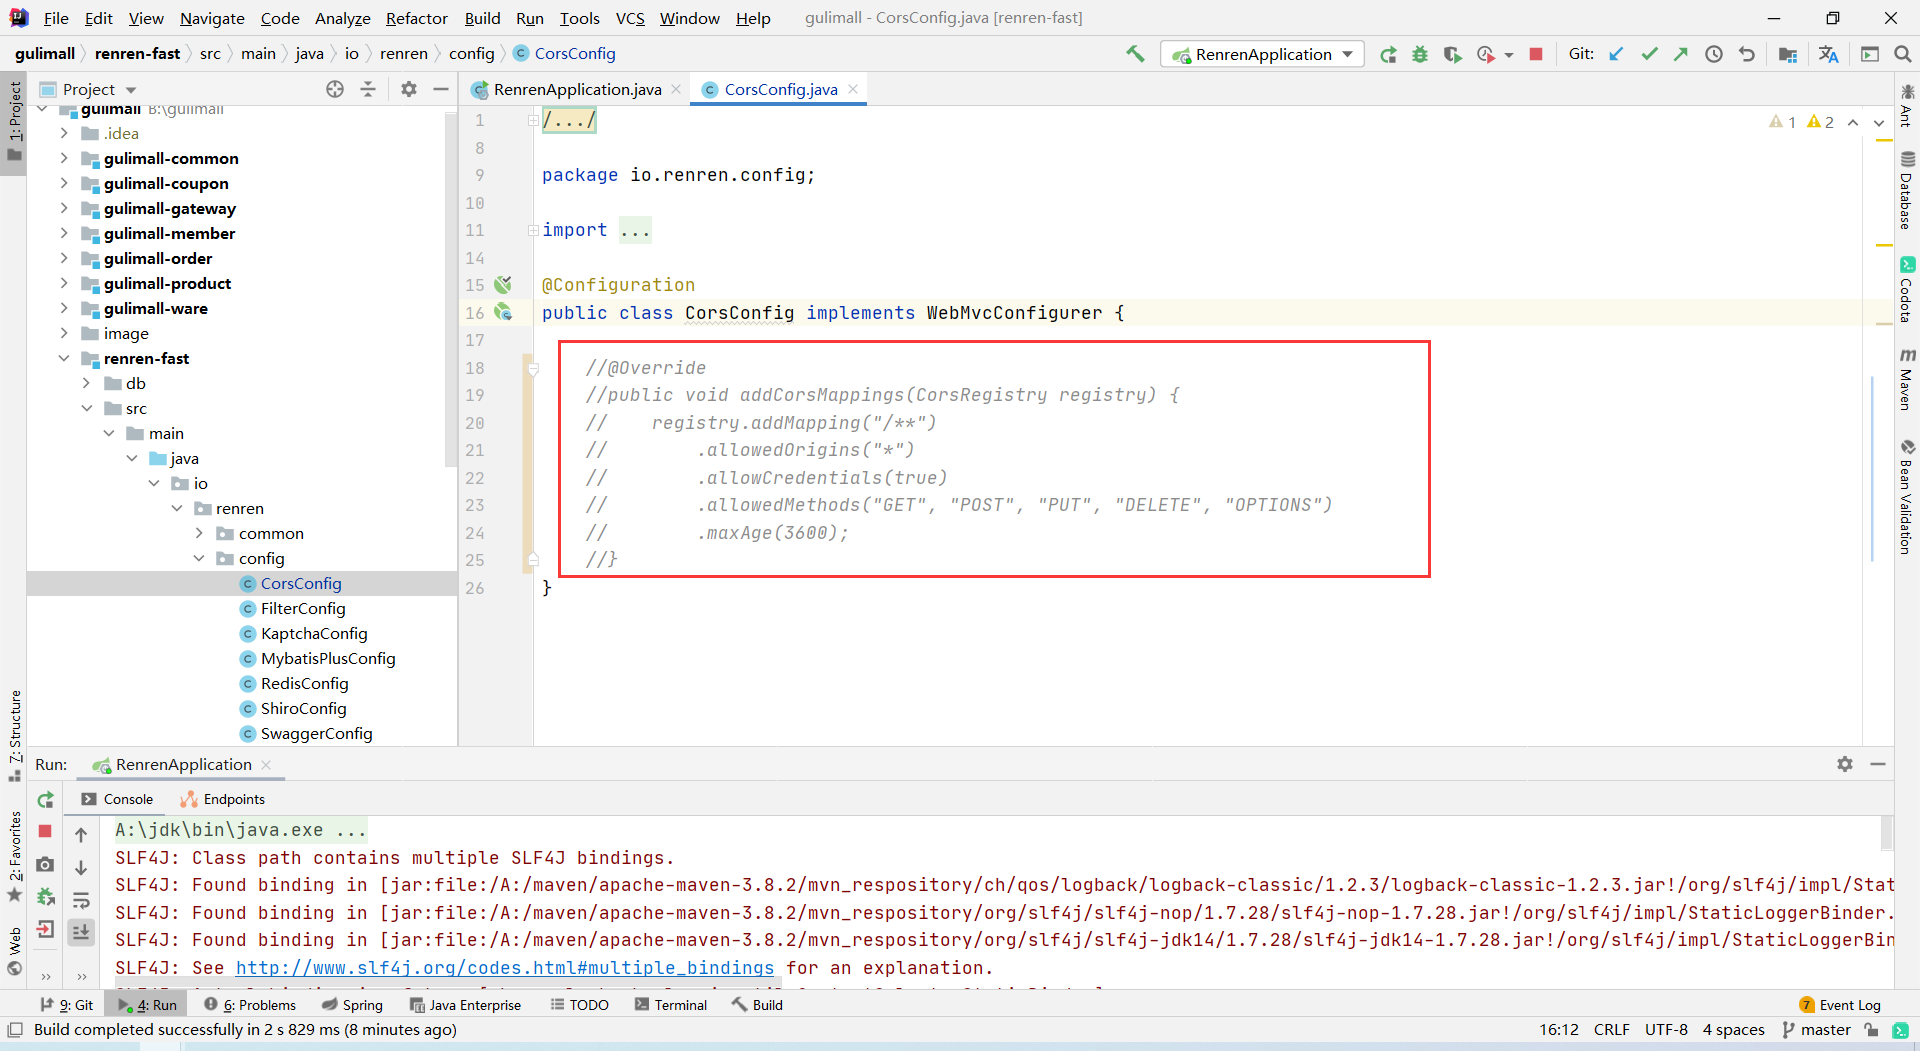 File Edit View Navigate Code Analyze Refactor Build Run Tools VCS Window Help gulimall - CorsConfig.java [renren-fast]
gulimall renren-fast src main java io renren config CorsConfig RenrenApplication Git:
1: Project
Project
RenrenApplication.java CorsConfig.java
gulimall B:\gulimall
.idea
gulimall-common
gulimall-coupon
gulimall-gateway
gulimall-member
gulimall-order
gulimall-product
gulimall-ware
image
renren-fast
db
src
main
java
io
renren
common
config
CorsConfig
FilterConfig
KaptchaConfig
MybatisPlusConfig
RedisConfig
ShiroConfig
SwaggerConfig
1 /.../
8
9 package io.renren.config;
10
11 import ...
14
15 @Configuration
16 public class CorsConfig implements WebMvcConfigurer {
17
18 //@Override
19 //public void addCorsMappings(CorsRegistry registry) {
20 // registry.addMapping("/**")
21 // .allowedOrigins("*")
22 // .allowCredentials(true)
23 // .allowedMethods("GET", "POST", "PUT", "DELETE", "OPTIONS")
24 // .maxAge(3600);
25 //}
26 }
1 2
Ant
Database
Codota
Maven
Bean Validation
7: Structure
2: Favorites
Web
Run: RenrenApplication
Console Endpoints
A:\jdk\bin\java.exe ...
SLF4J: Class path contains multiple SLF4J bindings.
SLF4J: Found binding in [jar:file:/A:/maven/apache-maven-3.8.2/mvn_respository/ch/qos/logback/logback-classic/1.2.3/logback-classic-1.2.3.jar!/org/slf4j/impl/Stat
SLF4J: Found binding in [jar:file:/A:/maven/apache-maven-3.8.2/mvn_respository/org/slf4j/slf4j-nop/1.7.28/slf4j-nop-1.7.28.jar!/org/slf4j/impl/StaticLoggerBinder.
SLF4J: Found binding in [jar:file:/A:/maven/apache-maven-3.8.2/mvn_respository/org/slf4j/slf4j-jdk14/1.7.28/slf4j-jdk14-1.7.28.jar!/org/slf4j/impl/StaticLoggerBin
SLF4J: See http://www.slf4j.org/codes.html#multiple_bindings for an explanation.
9: Git 4: Run 6: Problems Spring Java Enterprise TODO Terminal Build 7 Event Log
Build completed successfully in 2 s 829 ms (8 minutes ago) 16:12 CRLF UTF-8 4 spaces master